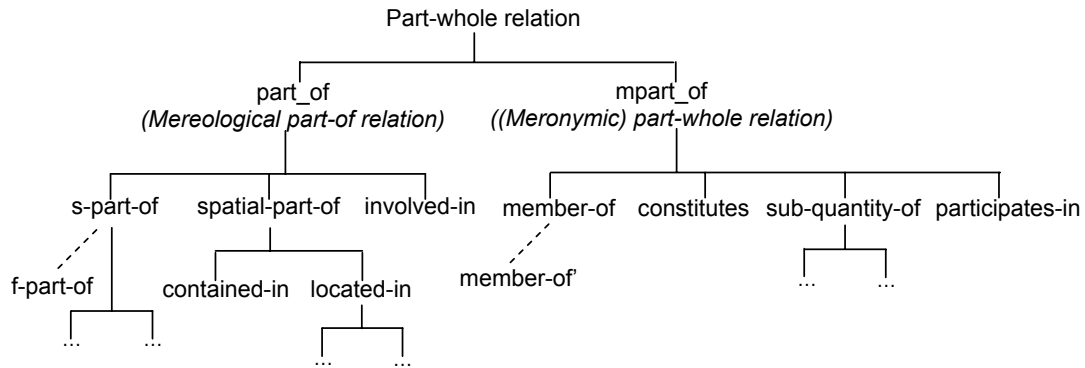 Part-whole relation
part_of
(Mereological part-of relation)
mpart_of
((Meronymic) part-whole relation)
s-part-of
spatial-part-of
involved-in
member-of
constitutes
sub-quantity-of
participates-in
f-part-of
contained-in
located-in
member-of’
...
...
...
...
...
...